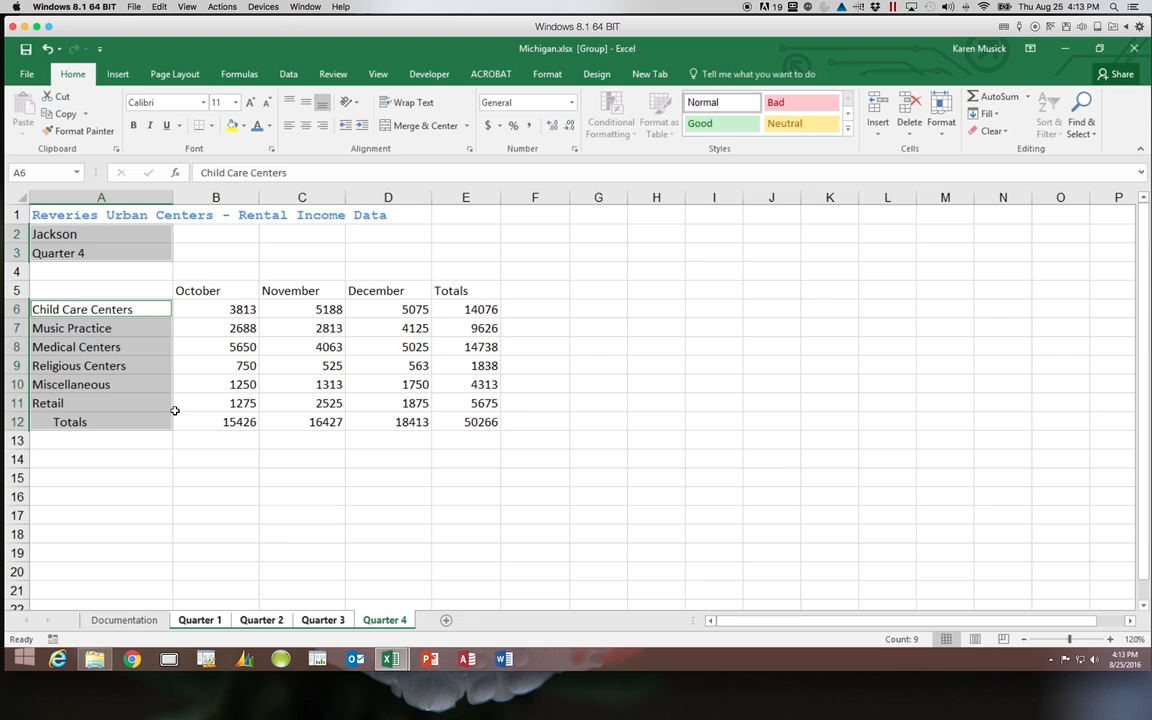 Windows 8.1 64 BIT File Edit View Actions Devices Window Help 19 Thu Aug 25 4:13 PM
Windows 8.1 64 BIT
Michigan.xlsx [Group] - Excel Karen Musick
File Home Insert Page Layout Formulas Data Review View Developer ACROBAT Format Design New Tab Tell me what you want to do Share
Paste
Cut
Copy
Format Painter
Clipboard
Calibri 11 A A
B I U A
Font
Wrap Text
Merge & Center
Alignment
General
$ % ,
Number
Conditional Formatting
Format as Table
Normal Bad
Good Neutral
Styles
Insert Delete Format
Cells
AutoSum
Fill
Clear
Sort & Filter
Find & Select
Editing
A6 fx Child Care Centers
A B C D E F G H I J K L M N O P
1 Reveries Urban Centers - Rental Income Data
2 Jackson
3 Quarter 4
4
5 October November December Totals
6 Child Care Centers 3813 5188 5075 14076
7 Music Practice 2688 2813 4125 9626
8 Medical Centers 5650 4063 5025 14738
9 Religious Centers 750 525 563 1838
10 Miscellaneous 1250 1313 1750 4313
11 Retail 1275 2525 1875 5675
12 Totals 15426 16427 18413 50266
13
14
15
16
17
18
19
20
21
22
Documentation Quarter 1 Quarter 2 Quarter 3 Quarter 4
Ready Count: 9 120%
4:13 PM
8/25/2016